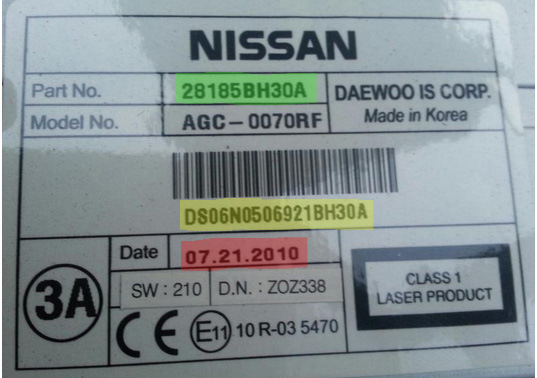 NISSAN
Part No. 28185BH30A DAEWOO IS CORP.
Model No. AGC-0070RF Made in Korea
DS06N0506921BH30A
3A
Date 07.21.2010
SW : 210 D.N. : ZOZ338
CE E11 10 R-03 5470
CLASS 1
LASER PRODUCT